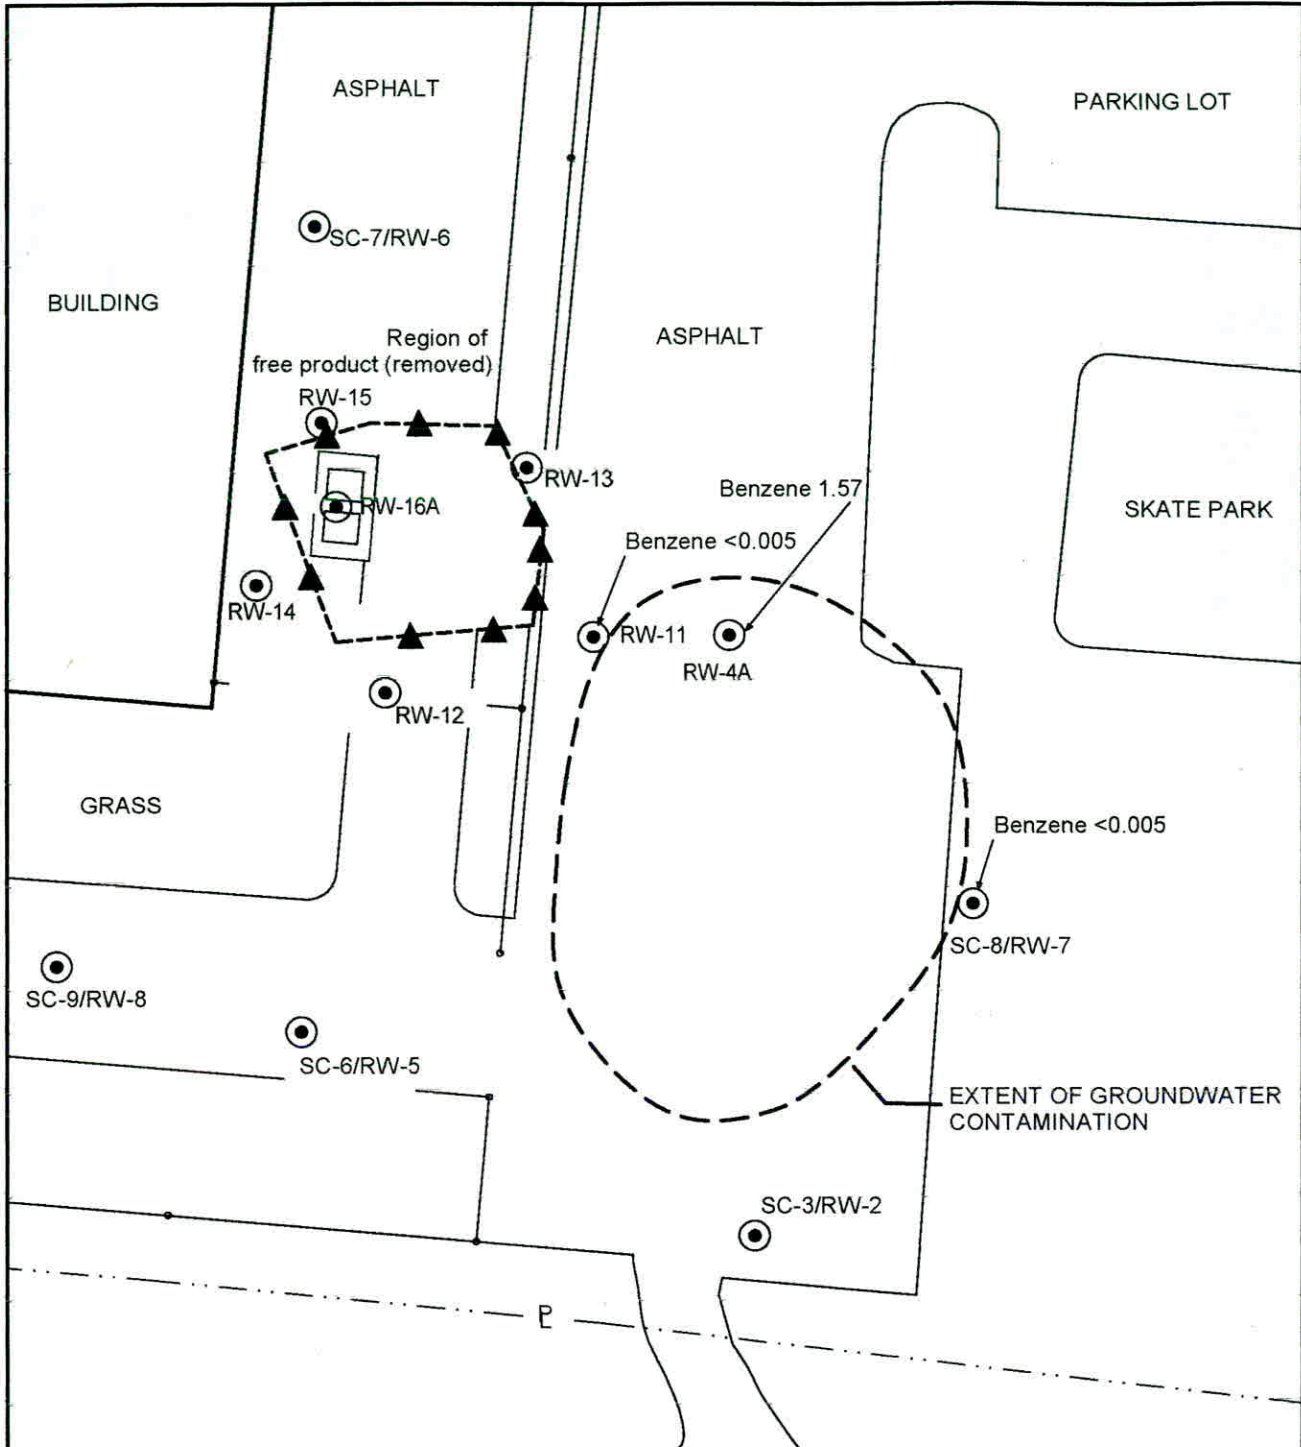 ASPHALT
PARKING LOT
SC-7/RW-6
BUILDING
Region of
free product (removed)
ASPHALT
RW-15
RW-13
Benzene 1.57
RW-16A
SKATE PARK
Benzene <0.005
RW-14
RW-11
RW-4A
RW-12
GRASS
Benzene <0.005
SC-8/RW-7
SC-9/RW-8
SC-6/RW-5
EXTENT OF GROUNDWATER
CONTAMINATION
SC-3/RW-2
PL